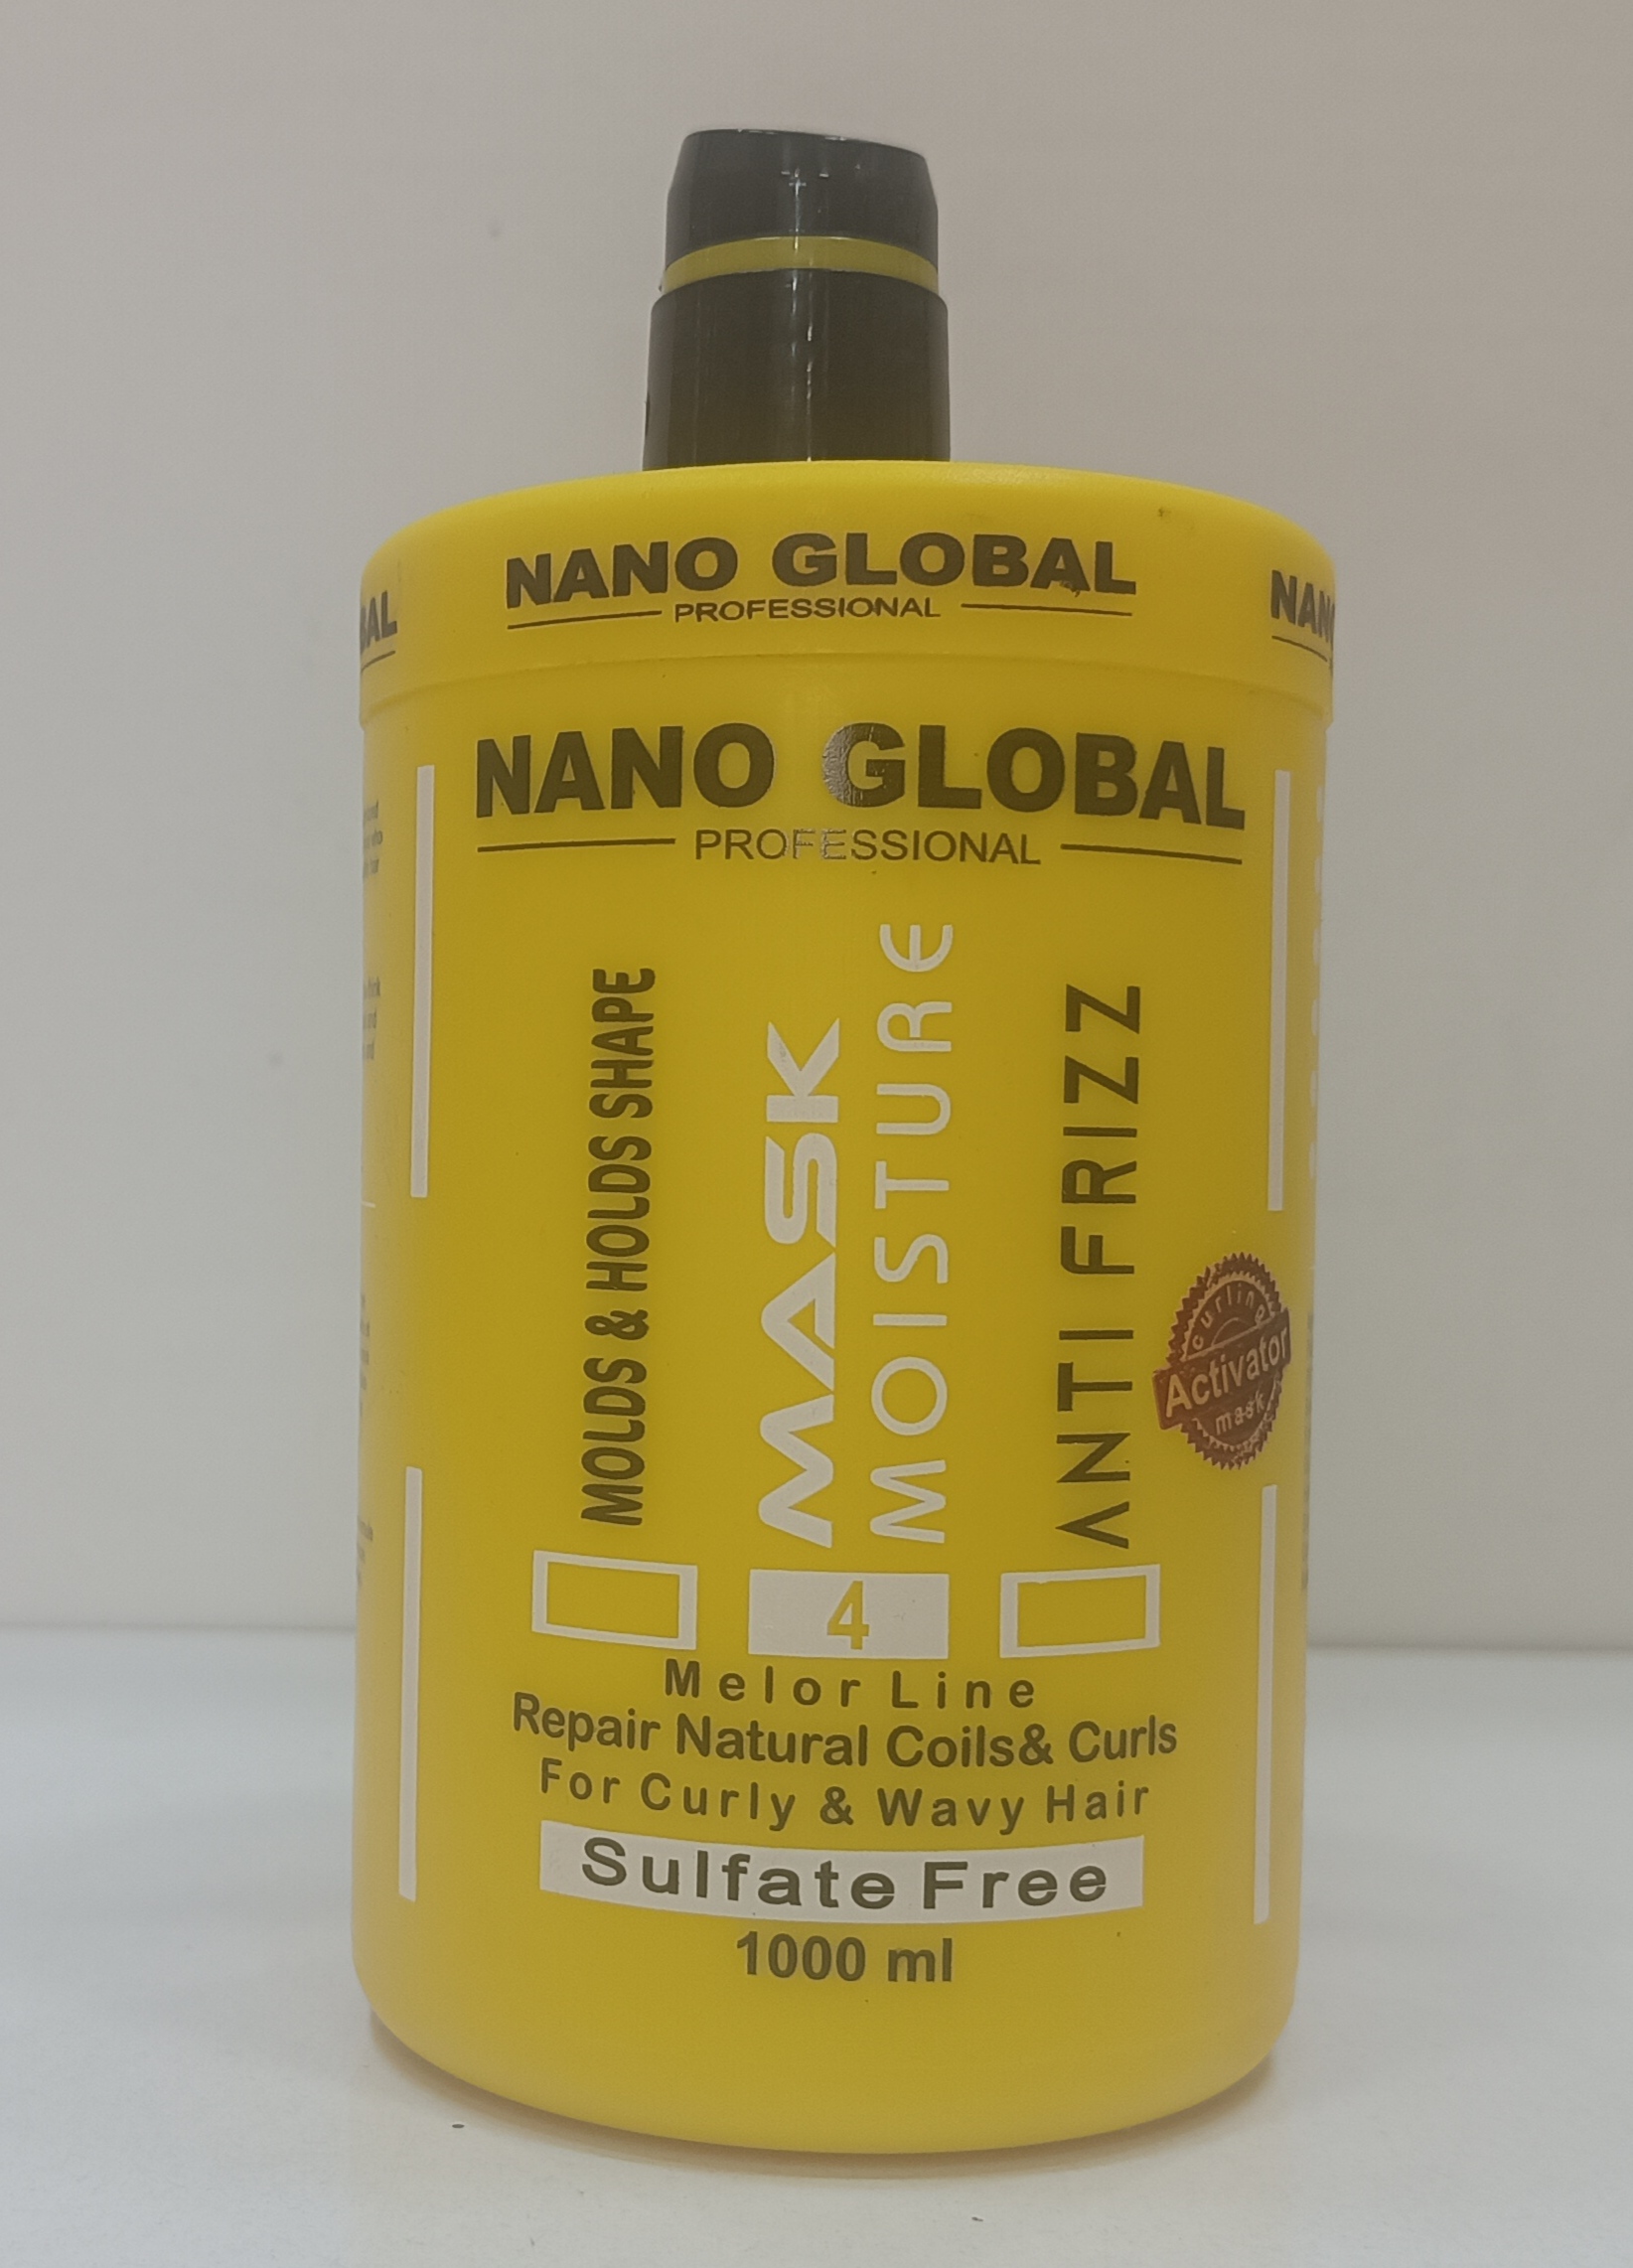 NANO GLOBAL
PROFESSIONAL
NANO GLOBAL
PROFESSIONAL
MOLDS & HOLDS SHAPE
MASK
MOISTURE
ANTI FRIZZ
curling
Activator
mask
4
Melor Line
Repair Natural Coils& Curls
For Curly & Wavy Hair
Sulfate Free
1000 ml